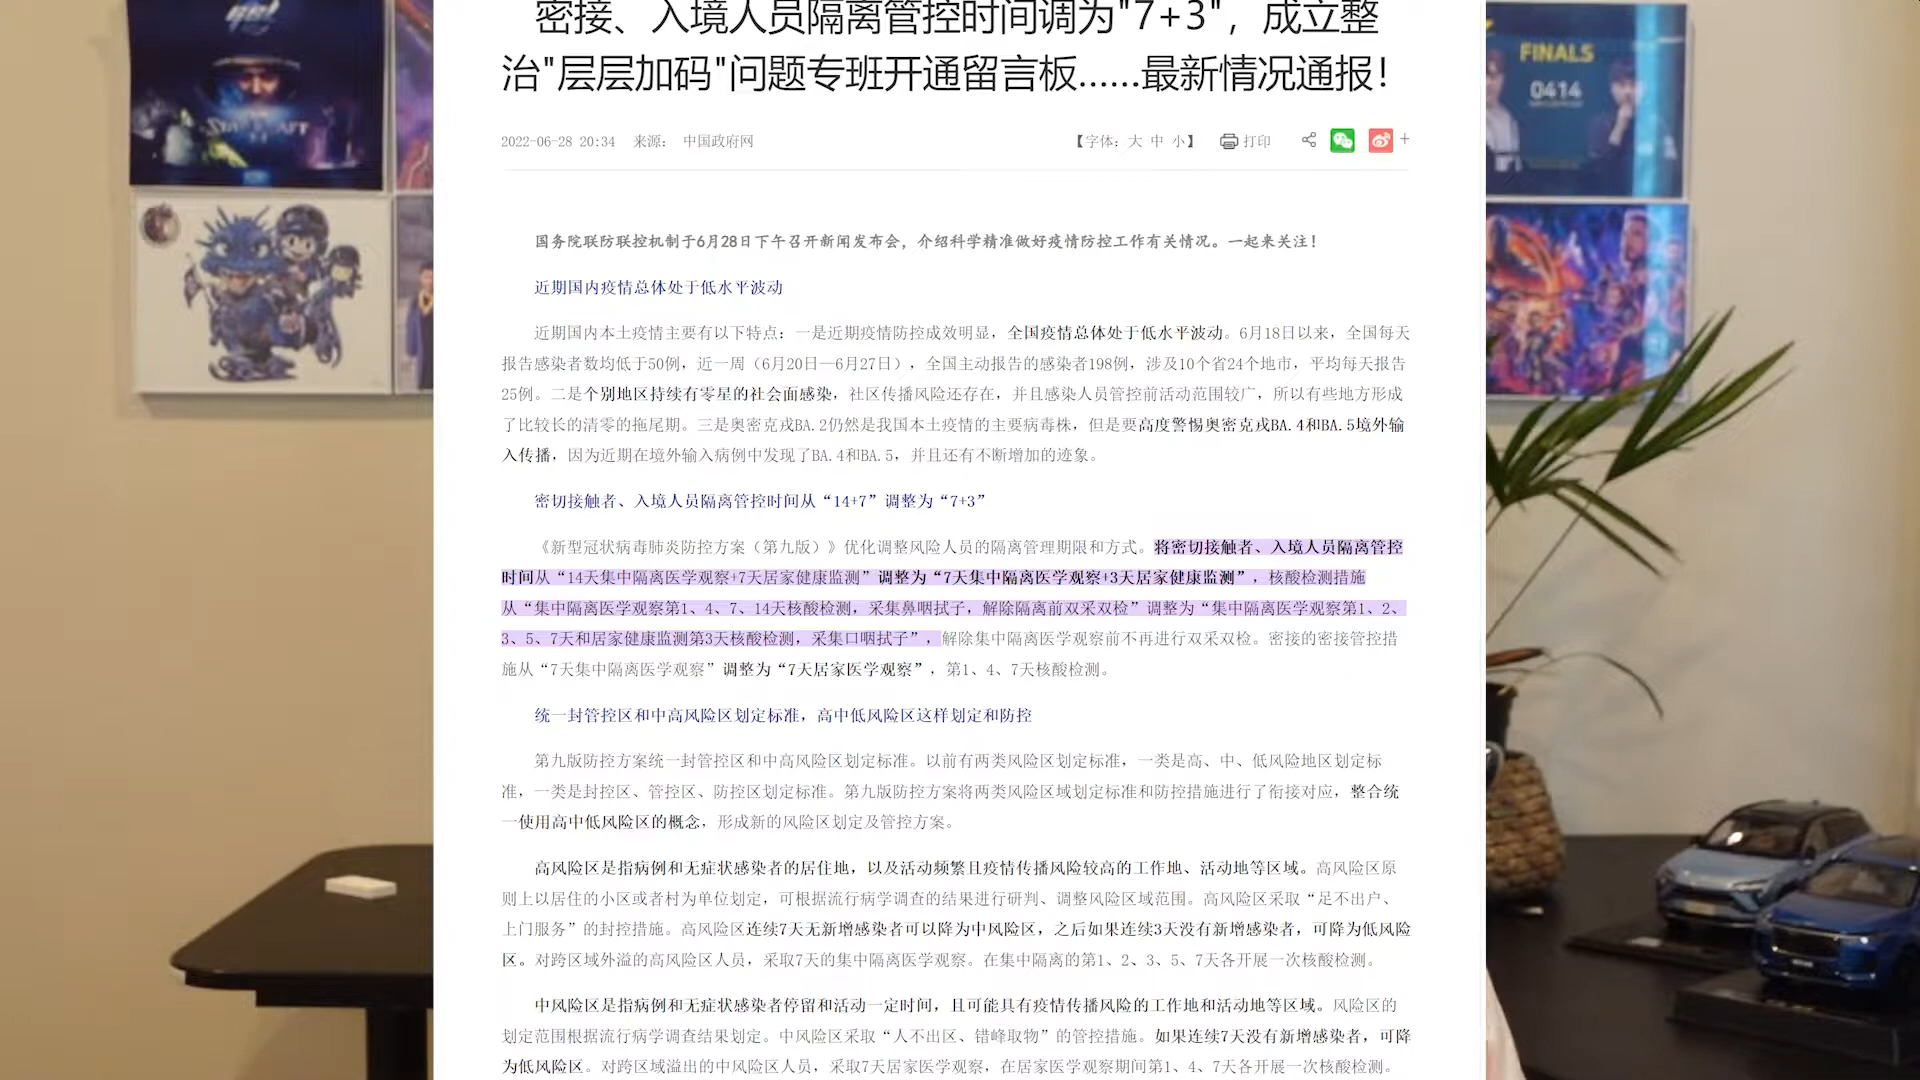 密接、入境人员隔离管控时间调为"7+3"，成立整
治"层层加码"问题专班开通留言板……最新情况通报！
2022-06-28 20:34 来源： 中国政府网
【字体：大 中 小】 打印
国务院联防联控机制于6月28日下午召开新闻发布会，介绍科学精准做好疫情防控工作有关情况。一起来关注！
近期国内疫情总体处于低水平波动
近期国内本土疫情主要有以下特点：一是近期疫情防控成效明显，全国疫情总体处于低水平波动。6月18日以来，全国每天
报告感染者数均低于50例，近一周（6月20日—6月27日），全国主动报告的感染者198例，涉及10个省24个地市，平均每天报告
25例。二是个别地区持续有零星的社会面感染，社区传播风险还存在，并且感染人员管控前活动范围较广，所以有些地方形成
了比较长的清零的拖尾期。三是奥密克戎BA.2仍然是我国本土疫情的主要病毒株，但是要高度警惕奥密克戎BA.4和BA.5境外输
入传播，因为近期在境外输入病例中发现了BA.4和BA.5，并且还有不断增加的迹象。
密切接触者、入境人员隔离管控时间从“14+7”调整为“7+3”
《新型冠状病毒肺炎防控方案（第九版）》优化调整风险人员的隔离管理期限和方式。将密切接触者、入境人员隔离管控
时间从“14天集中隔离医学观察+7天居家健康监测”调整为“7天集中隔离医学观察+3天居家健康监测”，核酸检测措施
从“集中隔离医学观察第1、4、7、14天核酸检测，采集鼻咽拭子，解除隔离前双采双检”调整为“集中隔离医学观察第1、2、
3、5、7天和居家健康监测第3天核酸检测，采集口咽拭子”，解除集中隔离医学观察前不再进行双采双检。密接的密接管控措
施从“7天集中隔离医学观察”调整为“7天居家医学观察”，第1、4、7天核酸检测。
统一封管控区和中高风险区划定标准，高中低风险区这样划定和防控
第九版防控方案统一封管控区和中高风险区划定标准。以前有两类风险区划定标准，一类是高、中、低风险地区划定标
准，一类是封控区、管控区、防控区划定标准。第九版防控方案将两类风险区域划定标准和防控措施进行了衔接对应，整合统
一使用高中低风险区的概念，形成新的风险区划定及管控方案。
高风险区是指病例和无症状感染者的居住地，以及活动频繁且疫情传播风险较高的工作地、活动地等区域。高风险区原
则上以居住的小区或者村为单位划定，可根据流行病学调查的结果进行研判、调整风险区域范围。高风险区采取“足不出户、
上门服务”的封控措施。高风险区连续7天无新增感染者可以降为中风险区，之后如果连续3天没有新增感染者，可降为低风险
区。对跨区域外溢的高风险区人员，采取7天的集中隔离医学观察。在集中隔离的第1、2、3、5、7天各开展一次核酸检测。
中风险区是指病例和无症状感染者停留和活动一定时间，且可能具有疫情传播风险的工作地和活动地等区域。风险区的
划定范围根据流行病学调查结果划定。中风险区采取“人不出区、错峰取物”的管控措施。如果连续7天没有新增感染者，可降
为低风险区。对跨区域溢出的中风险区人员，采取7天居家医学观察，在居家医学观察期间第1、4、7天各开展一次核酸检测。
FINALS
0414